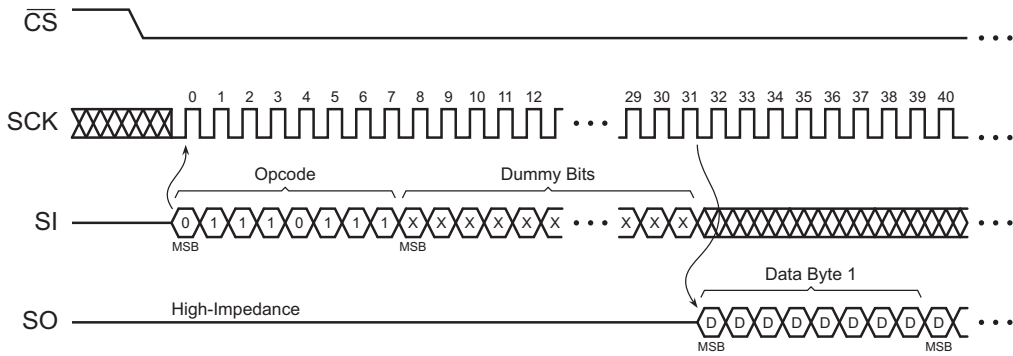 CS
0 1 2 3 4 5 6 7 8 9 10 11 12 29 30 31 32 33 34 35 36 37 38 39 40
SCK • • • • • •
Opcode Dummy Bits
SI 0 1 1 1 0 1 1 1 X X X X X X • • • X X X • • •
MSB MSB
Data Byte 1
High-Impedance
SO D D D D D D D D D • • •
MSB MSB